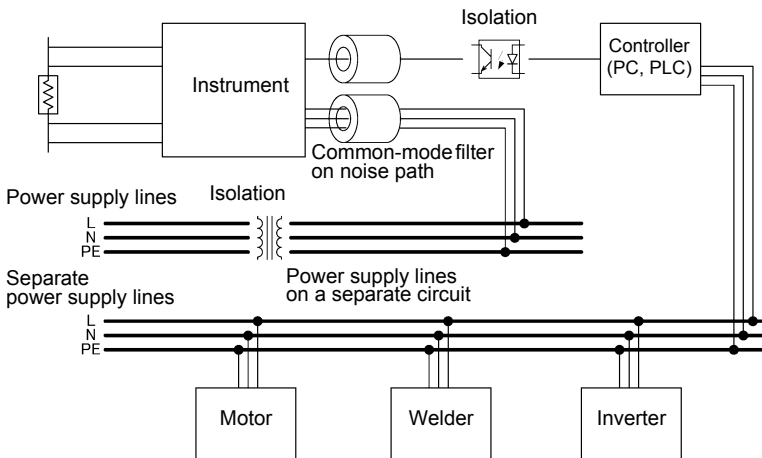 Isolation
Controller
(PC, PLC)
Instrument
Common-mode filter
on noise path
Power supply lines
Isolation
L
N
PE
Power supply lines
on a separate circuit
Separate
power supply lines
L
N
PE
Motor
Welder
Inverter